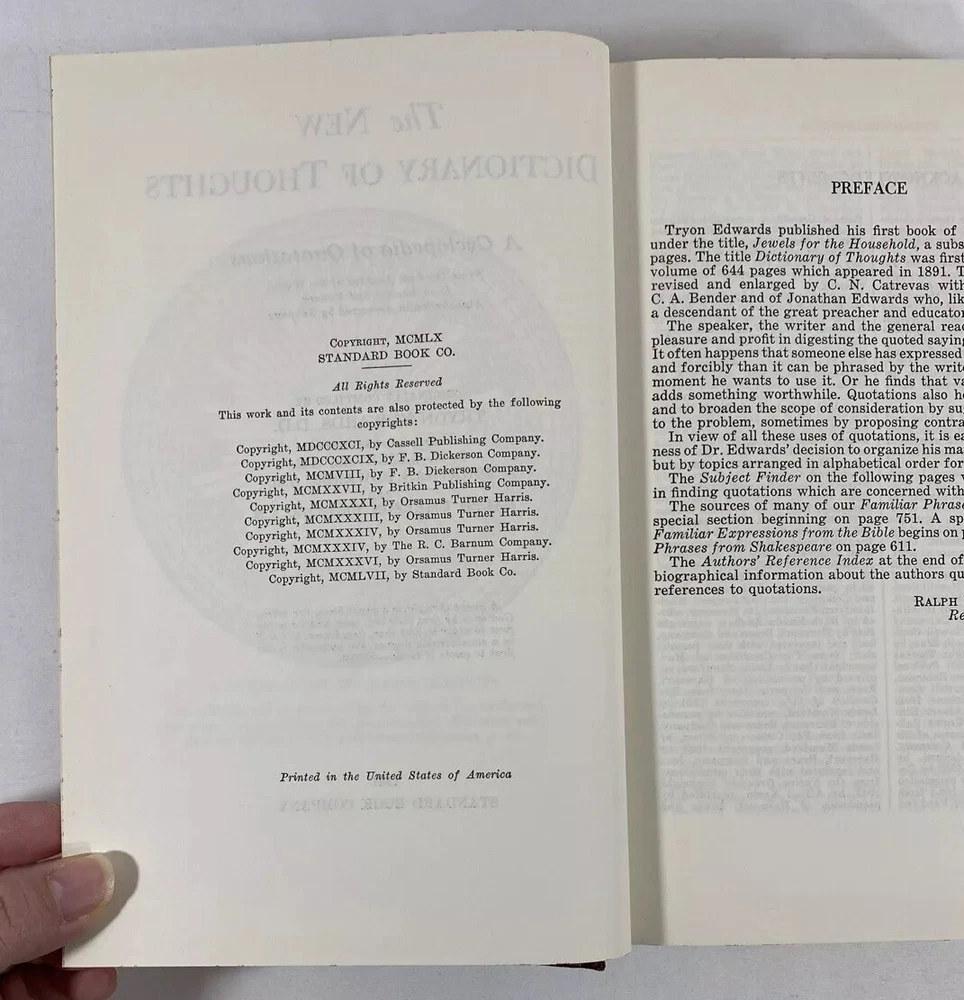 COPYRIGHT, MCMLX
STANDARD BOOK CO.
All Rights Reserved
This work and its contents are also protected by the following
copyrights:
Copyright, MDCCCXCI, by Cassell Publishing Company.
Copyright, MDCCCXCIX, by F. B. Dickerson Company.
Copyright, MCMVIII, by F. B. Dickerson Company.
Copyright, MCMXXVII, by Britkin Publishing Company.
Copyright, MCMXXXI, by Orsamus Turner Harris.
Copyright, MCMXXXIII, by Orsamus Turner Harris.
Copyright, MCMXXXIV, by Orsamus Turner Harris.
Copyright, MCMXXXIV, by The R. C. Barnum Company.
Copyright, MCMXXXVI, by Orsamus Turner Harris.
Copyright, MCMLVII, by Standard Book Co.
Printed in the United States of America
PREFACE
Tryon Edwards published his first book of
under the title, Jewels for the Household, a subs
pages. The title Dictionary of Thoughts was first
volume of 644 pages which appeared in 1891. T
revised and enlarged by C. N. Catrevas with
C. A. Bender and of Jonathan Edwards who, lik
a descendant of the great preacher and educator
The speaker, the writer and the general read
pleasure and profit in digesting the quoted saying
It often happens that someone else has expressed
and forcibly than it can be phrased by the write
moment he wants to use it. Or he finds that va
adds something worthwhile. Quotations also he
and to broaden the scope of consideration by su
to the problem, sometimes by proposing contra
In view of all these uses of quotations, it is ea
ness of Dr. Edwards' decision to organize his ma
but by topics arranged in alphabetical order for
The Subject Finder on the following pages
in finding quotations which are concerned with
The sources of many of our Familiar Phrase
special section beginning on page 751. A sp
Familiar Expressions from the Bible begins on
Phrases from Shakespeare on page 611.
The Authors' Reference Index at the end of
biographical information about the authors qu
references to quotations.
RALPH
Re